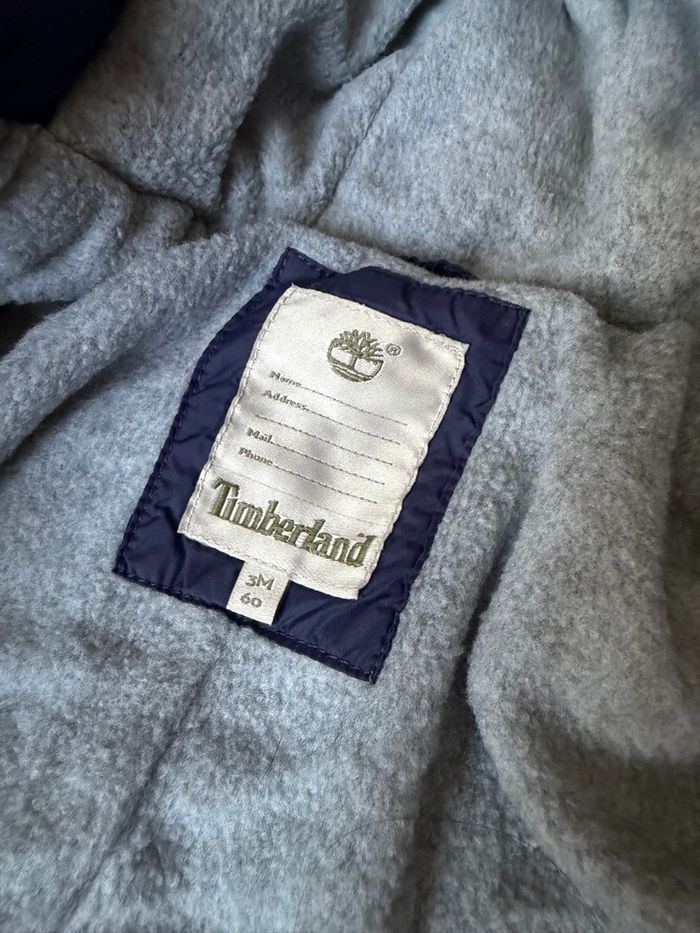 ®
Name
Address
Mail
Phone
Timberland
3M
60